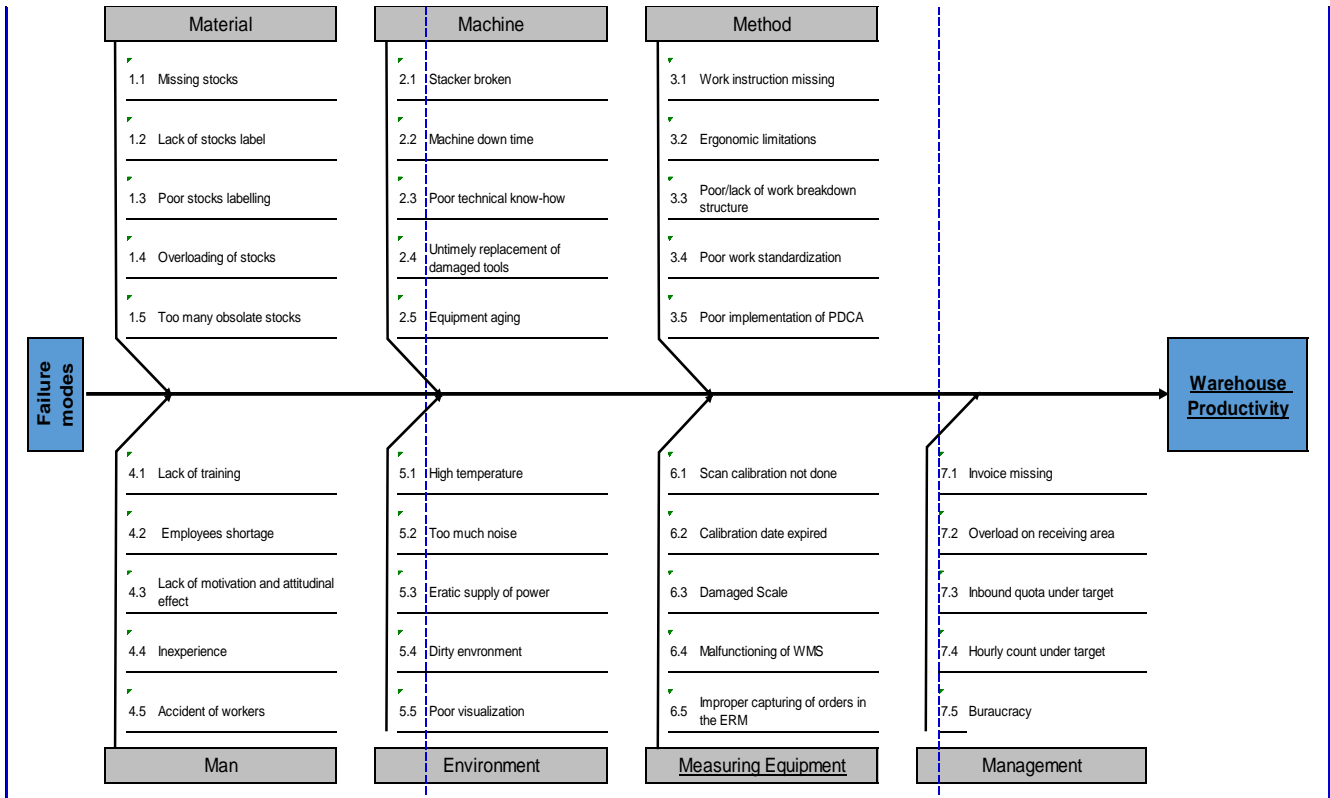 Material
1.1 Missing stocks
1.2 Lack of stocks label
1.3 Poor stocks labelling
1.4 Overloading of stocks
1.5 Too many obsolate stocks
Machine
2.1 Stacker broken
2.2 Machine down time
2.3 Poor technical know-how
2.4 Untimely replacement of
damaged tools
2.5 Equipment aging
Method
3.1 Work instruction missing
3.2 Ergonomic limitations
3.3 Poor/lack of work breakdown
structure
3.4 Poor work standardization
3.5 Poor implementation of PDCA
Failure
modes
Warehouse
Productivity
4.1 Lack of training
4.2 Employees shortage
4.3 Lack of motivation and attitudinal
effect
4.4 Inexperience
4.5 Accident of workers
Man
5.1 High temperature
5.2 Too much noise
5.3 Eratic supply of power
5.4 Dirty envronment
5.5 Poor visualization
Environment
6.1 Scan calibration not done
6.2 Calibration date expired
6.3 Damaged Scale
6.4 Malfunctioning of WMS
6.5 Improper capturing of orders in
the ERM
Measuring Equipment
7.1 Invoice missing
7.2 Overload on receiving area
7.3 Inbound quota under target
7.4 Hourly count under target
7.5 Buraucracy
Management